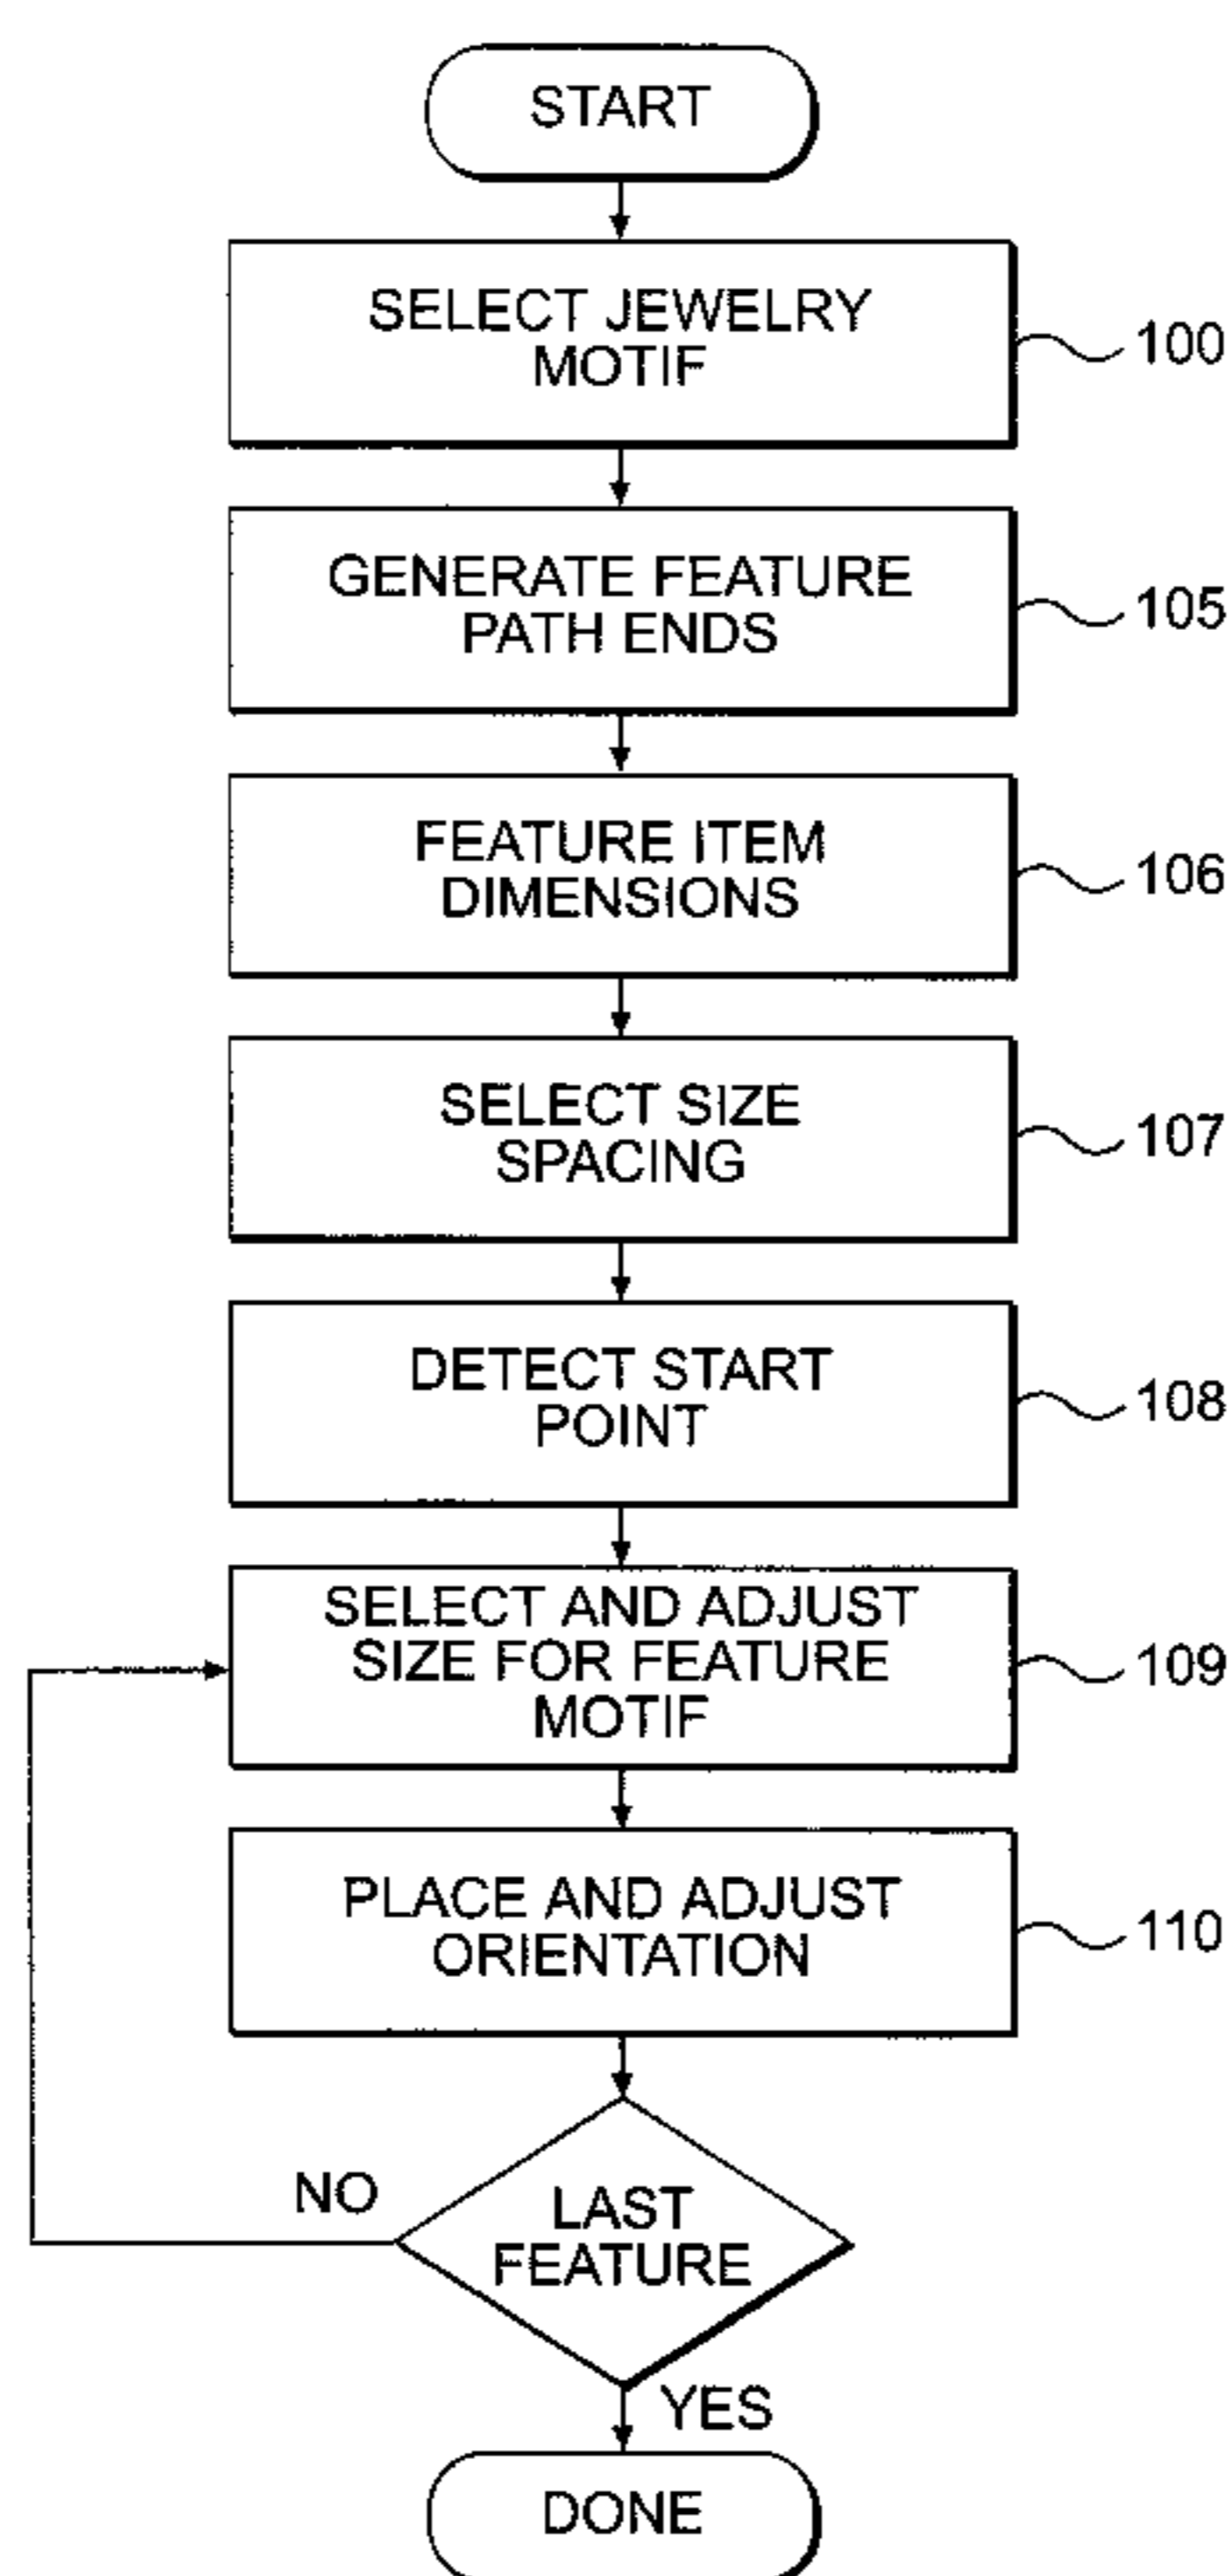 START
SELECT JEWELRY
MOTIF
100
GENERATE FEATURE
PATH ENDS
105
FEATURE ITEM
DIMENSIONS
106
SELECT SIZE
SPACING
107
DETECT START
POINT
108
SELECT AND ADJUST
SIZE FOR FEATURE
MOTIF
109
PLACE AND ADJUST
ORIENTATION
110
NO
LAST
FEATURE
YES
DONE